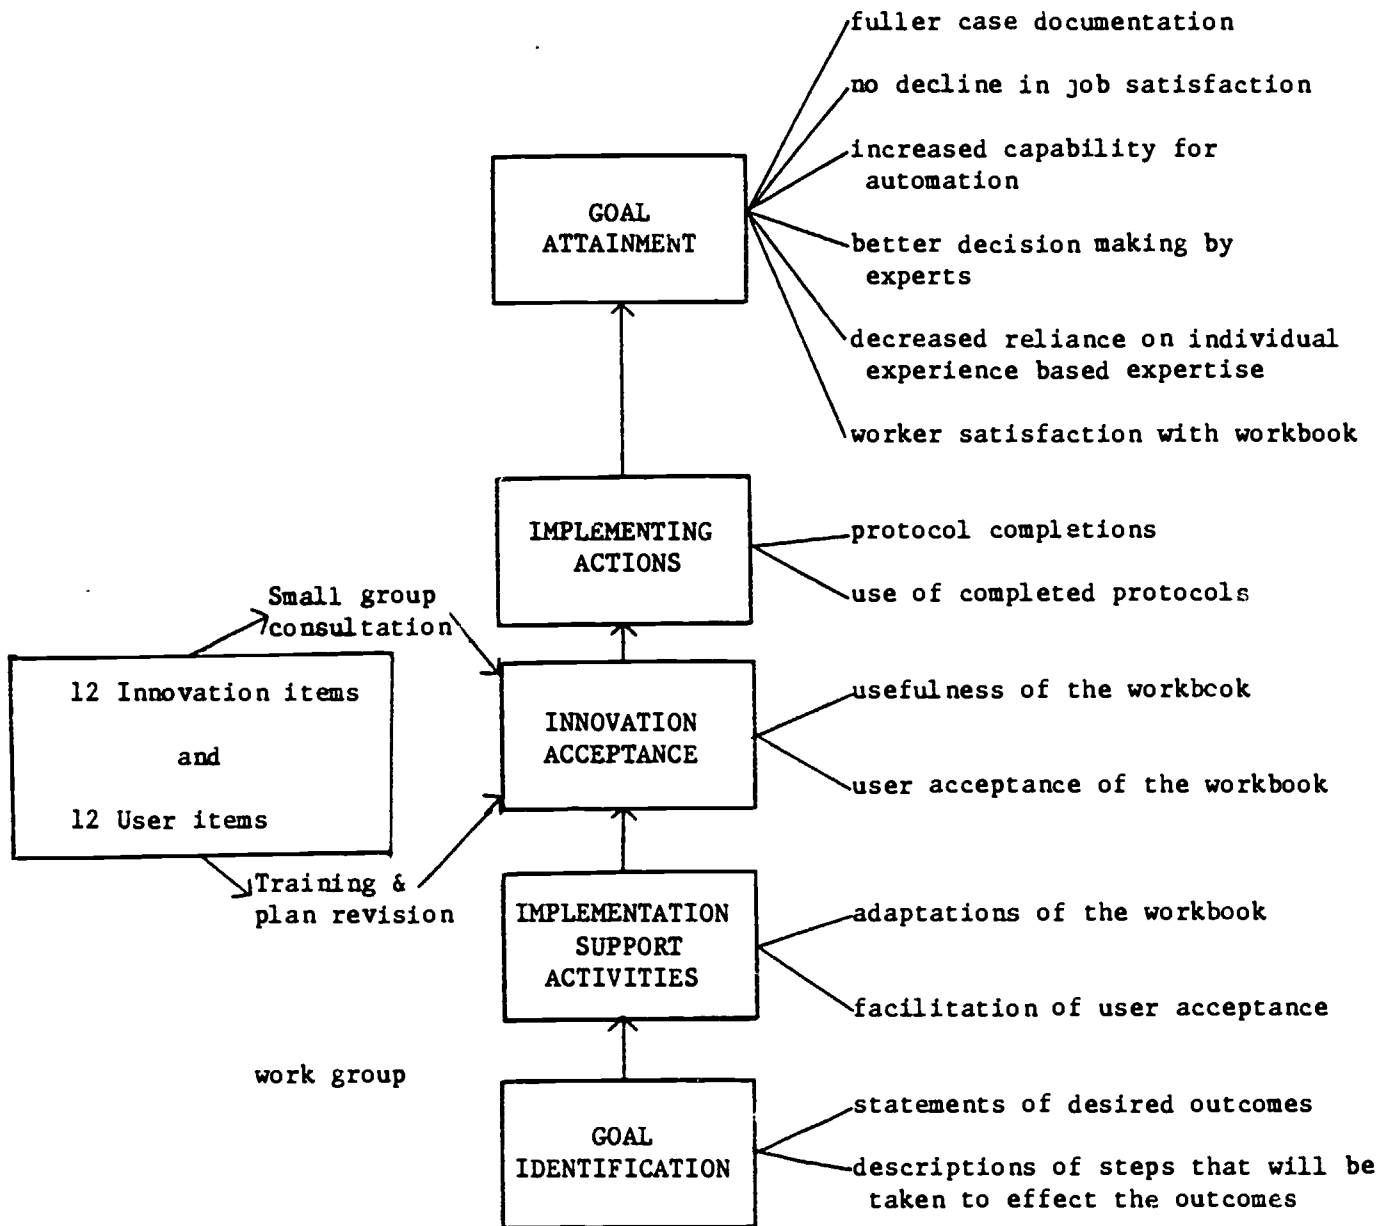 fuller case documentation
no decline in job satisfaction
increased capability for
automation
GOAL
ATTAINMENT
better decision making by
experts
decreased reliance on individual
experience based expertise
worker satisfaction with workbook
IMPLEMENTING
ACTIONS
protocol completions
use of completed protocols
Small group
consultation
12 Innovation items
and
12 User items
INNOVATION
ACCEPTANCE
usefulness of the workbook
user acceptance of the workbook
Training &
plan revision
IMPLEMENTATION
SUPPORT
ACTIVITIES
adaptations of the workbook
facilitation of user acceptance
work group
GOAL
IDENTIFICATION
statements of desired outcomes
descriptions of steps that will be
taken to effect the outcomes